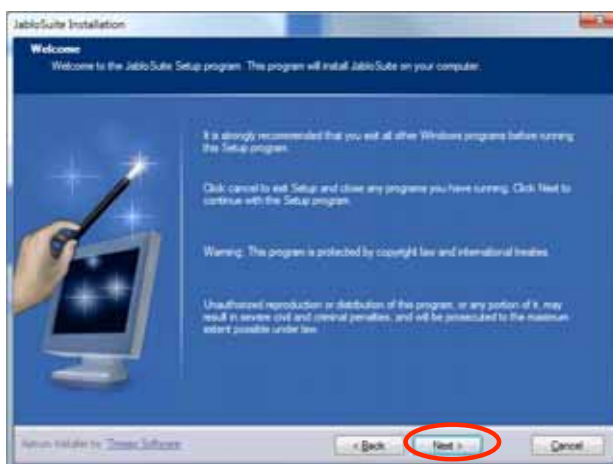 JabloSuite Installation
Welcome
Welcome to the JabloSuite Setup program. This program will install JabloSuite on your computer.
It is strongly recommended that you exit all other Windows programs before running
this Setup program.
Click cancel to exit Setup and close any programs you have running. Click Next to
continue with the Setup program.
Warning: This program is protected by copyright law and international treaties.
Unauthorized reproduction or distribution of this program, or any portion of it, may
result in severe civil and criminal penalties, and will be prosecuted to the maximum
extent possible under law.
Installer by Software
< Back
Next >
Cancel